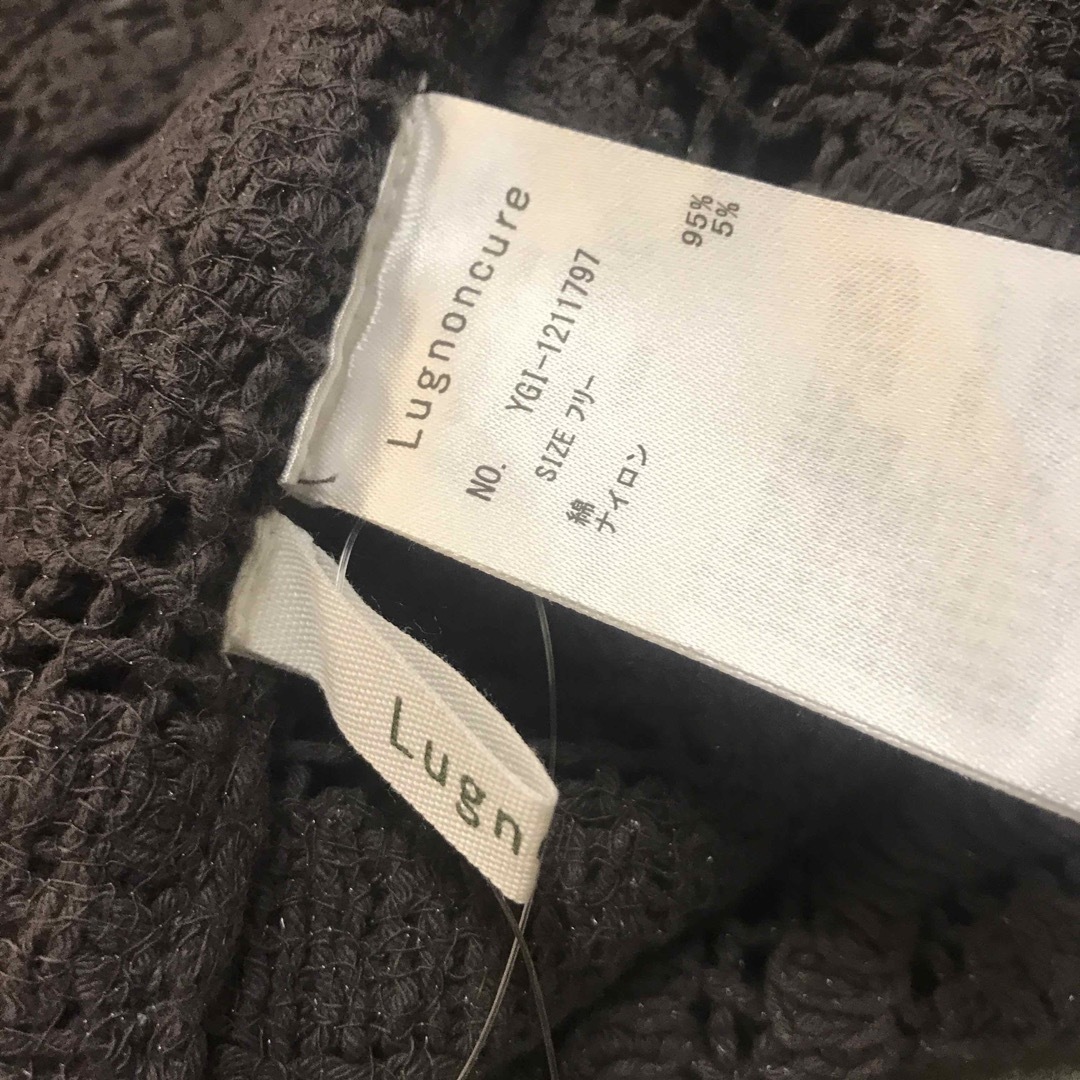 Lugnoncure
NO. YGI-1211797
SIZE フリー
綿 95%
ナイロン 5%
Lugn